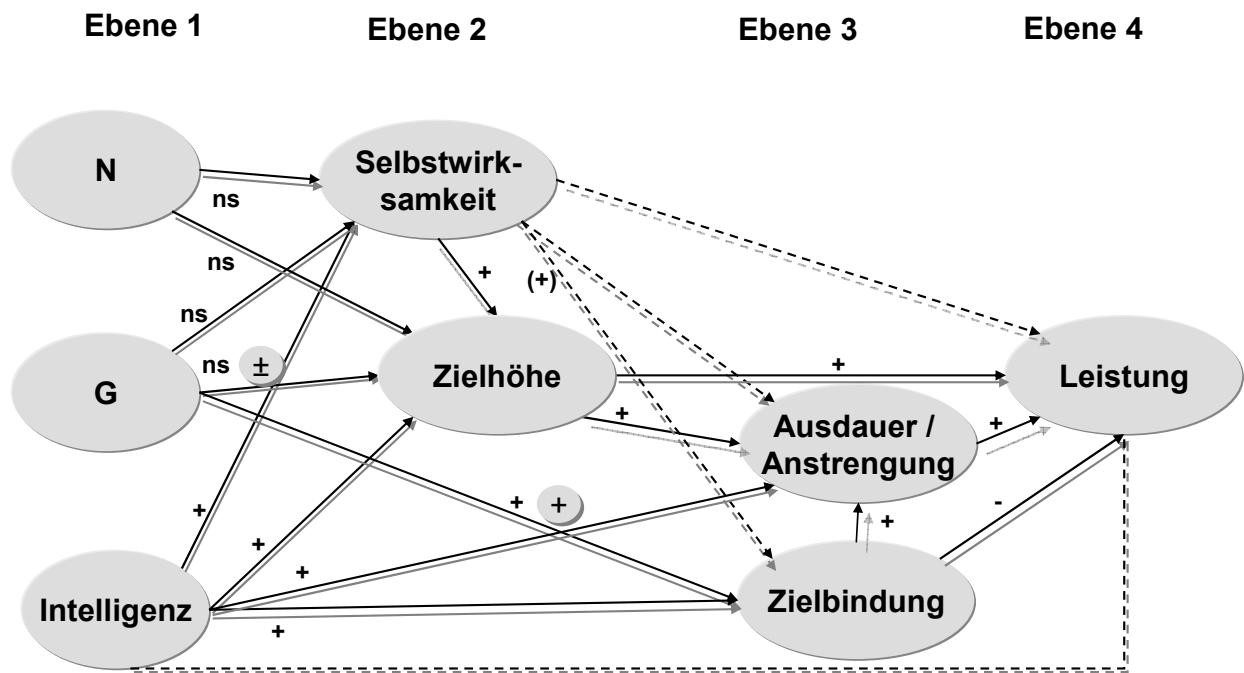 Ebene 1
Ebene 2
Ebene 3
Ebene 4
N
Selbstwirk-
samkeit
ns
ns
+
(+)
ns
ns
±
G
Zielhöhe
+
Leistung
+
Ausdauer /
Anstrengung
+
+
+
+
-
+
+
+
Intelligenz
+
Zielbindung